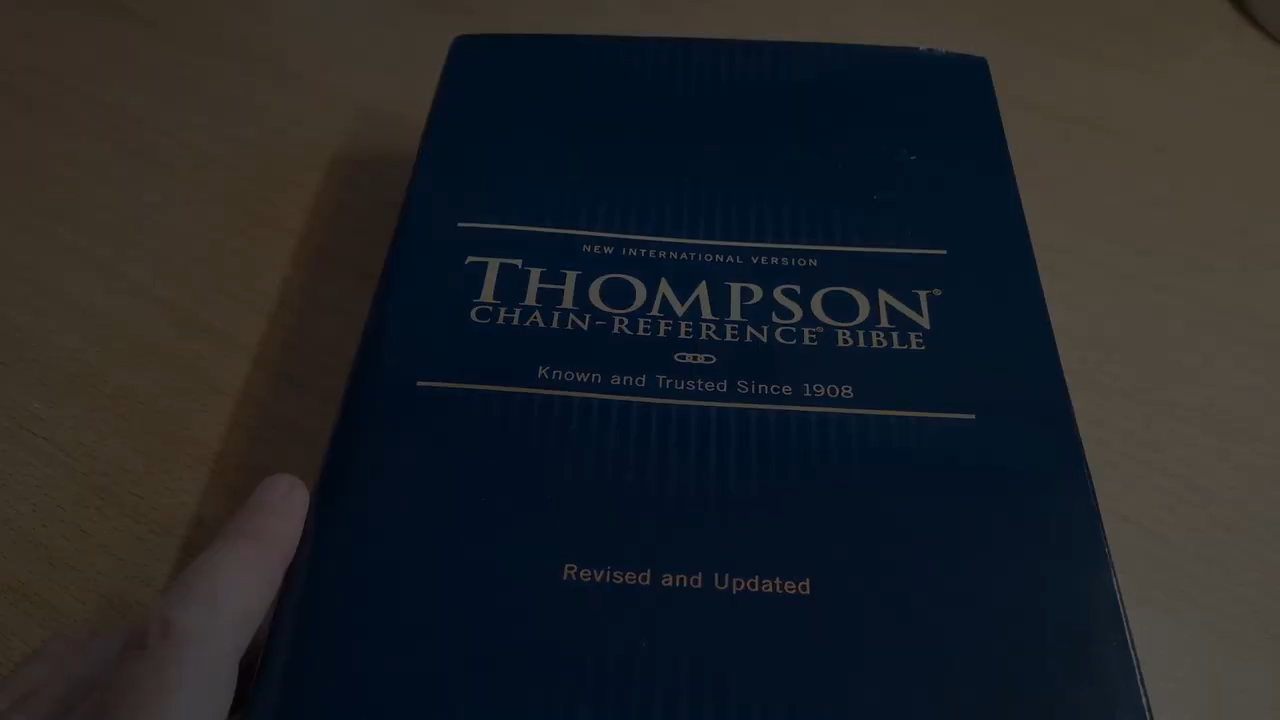 NEW INTERNATIONAL VERSION
THOMPSON®
CHAIN-REFERENCE® BIBLE
Known and Trusted Since 1908
Revised and Updated